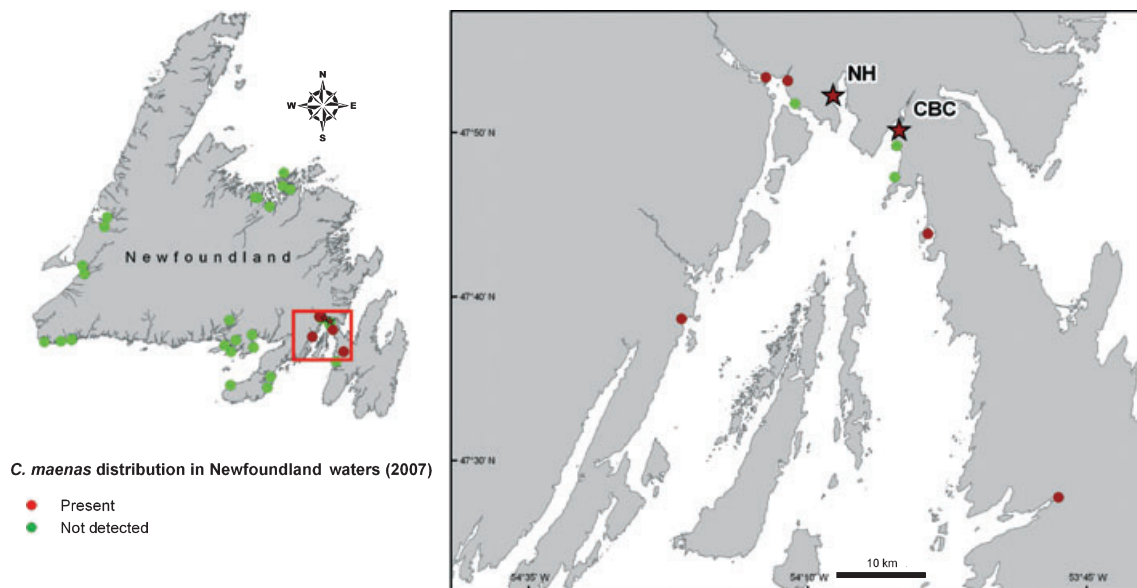 N
W E
S
Newfoundland
C. maenas distribution in Newfoundland waters (2007)
Present
Not detected
NH
CBC
47°50' N
47°40' N
47°30' N
10 km
54°35' W
54°10' W
53°45' W